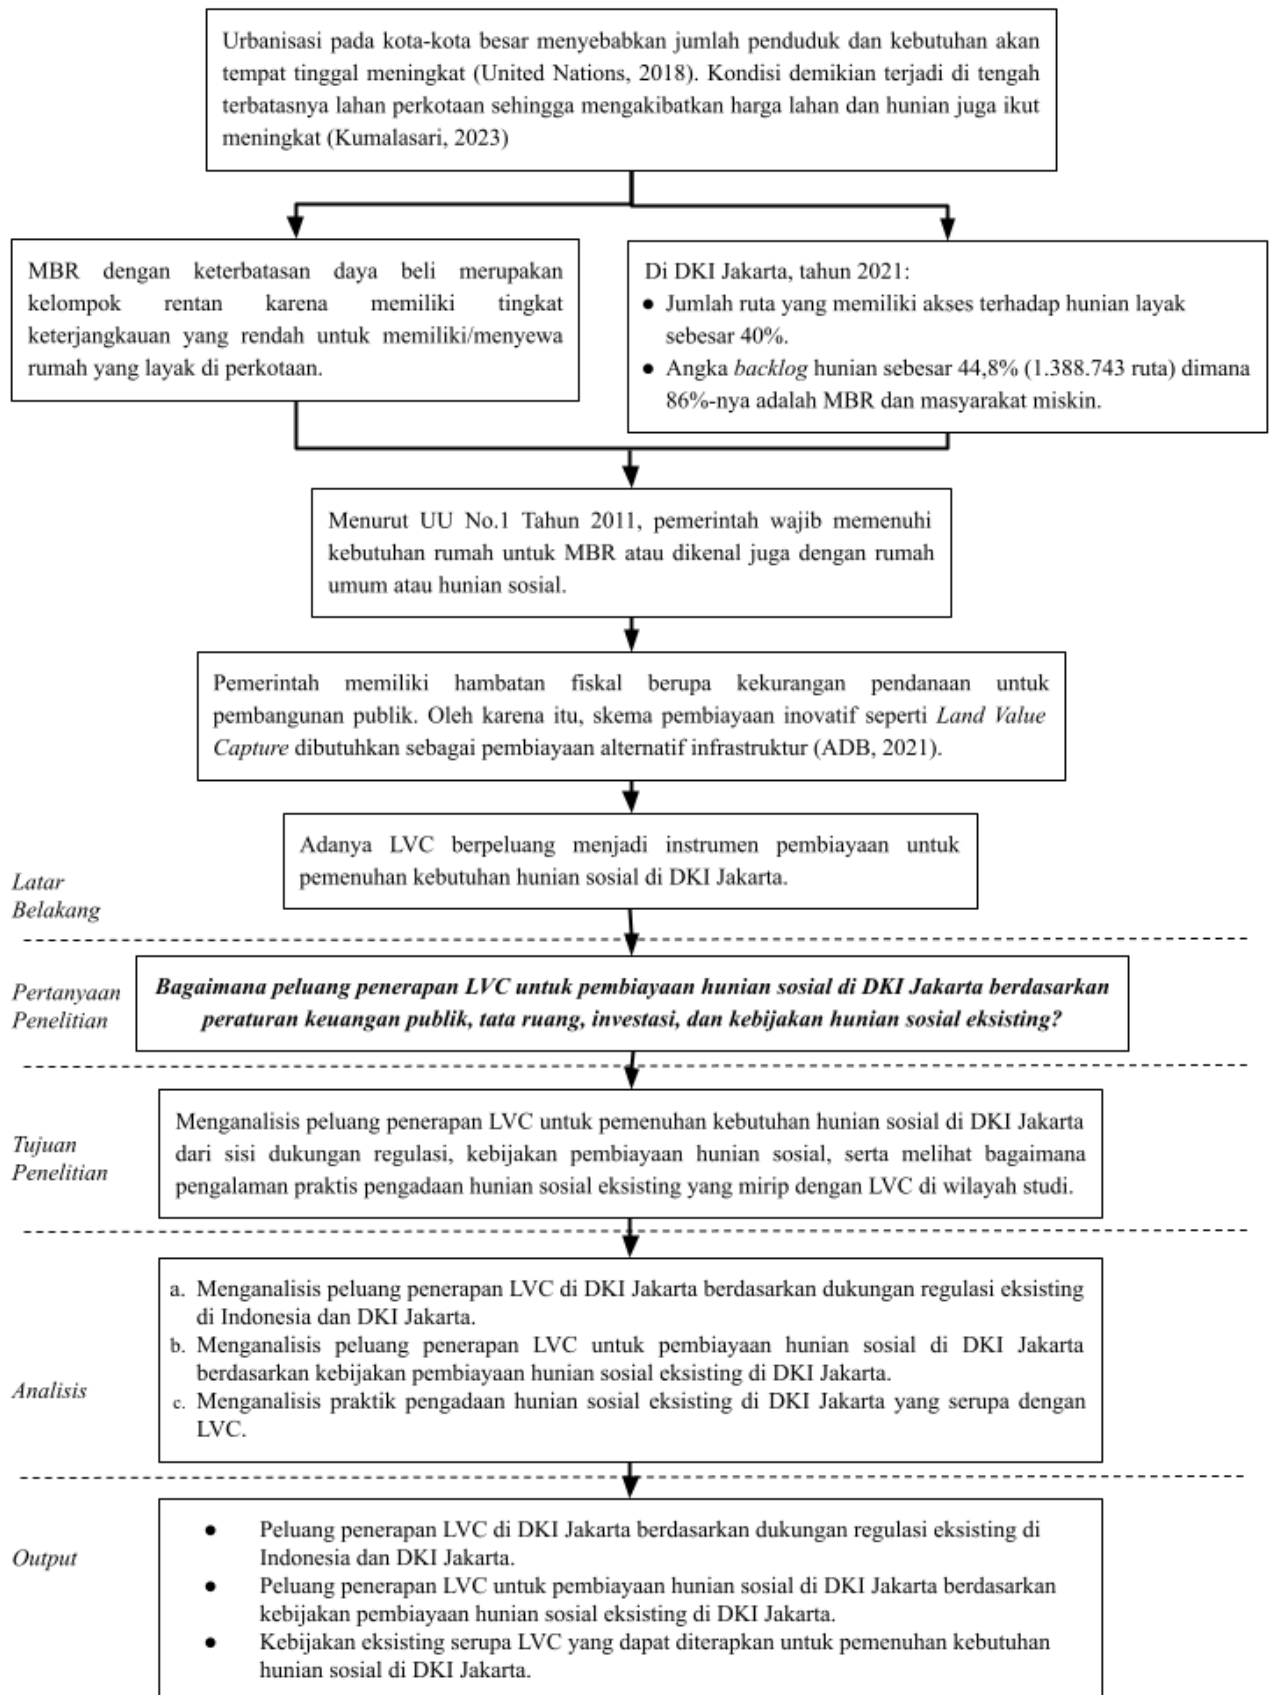 Urbanisasi pada kota-kota besar menyebabkan jumlah penduduk dan kebutuhan akan
tempat tinggal meningkat (United Nations, 2018). Kondisi demikian terjadi di tengah
terbatasnya lahan perkotaan sehingga mengakibatkan harga lahan dan hunian juga ikut
meningkat (Kumalasari, 2023)
MBR dengan keterbatasan daya beli merupakan
kelompok rentan karena memiliki tingkat
keterjangkauan yang rendah untuk memiliki/menyewa
rumah yang layak di perkotaan.
Di DKI Jakarta, tahun 2021:
● Jumlah ruta yang memiliki akses terhadap hunian layak
sebesar 40%.
● Angka backlog hunian sebesar 44,8% (1.388.743 ruta) dimana
86%-nya adalah MBR dan masyarakat miskin.
Menurut UU No.1 Tahun 2011, pemerintah wajib memenuhi
kebutuhan rumah untuk MBR atau dikenal juga dengan rumah
umum atau hunian sosial.
Pemerintah memiliki hambatan fiskal berupa kekurangan pendanaan untuk
pembangunan publik. Oleh karena itu, skema pembiayaan inovatif seperti Land Value
Capture dibutuhkan sebagai pembiayaan alternatif infrastruktur (ADB, 2021).
Adanya LVC berpeluang menjadi instrumen pembiayaan untuk
pemenuhan kebutuhan hunian sosial di DKI Jakarta.
Latar
Belakang
Pertanyaan
Penelitian
Bagaimana peluang penerapan LVC untuk pembiayaan hunian sosial di DKI Jakarta berdasarkan
peraturan keuangan publik, tata ruang, investasi, dan kebijakan hunian sosial eksisting?
Tujuan
Penelitian
Menganalisis peluang penerapan LVC untuk pemenuhan kebutuhan hunian sosial di DKI Jakarta
dari sisi dukungan regulasi, kebijakan pembiayaan hunian sosial, serta melihat bagaimana
pengalaman praktis pengadaan hunian sosial eksisting yang mirip dengan LVC di wilayah studi.
Analisis
a. Menganalisis peluang penerapan LVC di DKI Jakarta berdasarkan dukungan regulasi eksisting
di Indonesia dan DKI Jakarta.
b. Menganalisis peluang penerapan LVC untuk pembiayaan hunian sosial di DKI Jakarta
berdasarkan kebijakan pembiayaan hunian sosial eksisting di DKI Jakarta.
c. Menganalisis praktik pengadaan hunian sosial eksisting di DKI Jakarta yang serupa dengan
LVC.
Output
● Peluang penerapan LVC di DKI Jakarta berdasarkan dukungan regulasi eksisting di
Indonesia dan DKI Jakarta.
● Peluang penerapan LVC untuk pembiayaan hunian sosial di DKI Jakarta berdasarkan
kebijakan pembiayaan hunian sosial eksisting di DKI Jakarta.
● Kebijakan eksisting serupa LVC yang dapat diterapkan untuk pemenuhan kebutuhan
hunian sosial di DKI Jakarta.